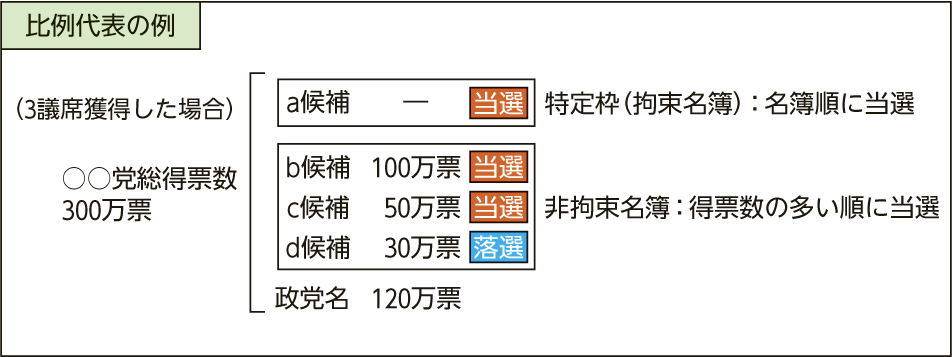 比例代表の例
（3議席獲得した場合）
○○党総得票数
300万票
a候補 ― 当選 特定枠（拘束名簿）：名簿順に当選
b候補 100万票 当選
c候補 50万票 当選 非拘束名簿：得票数の多い順に当選
d候補 30万票 落選
政党名 120万票